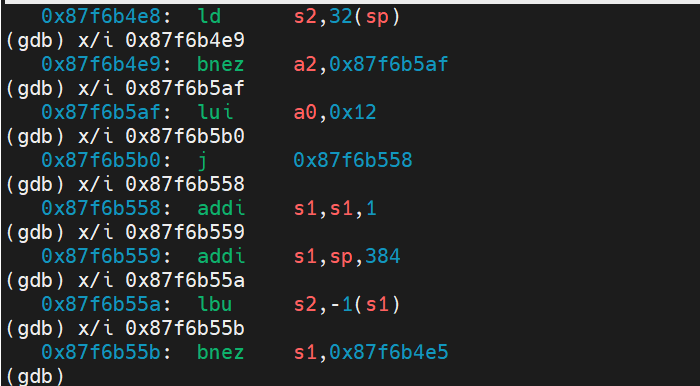 0x87f6b4e8: ld s2,32(sp)
(gdb) x/i 0x87f6b4e9
0x87f6b4e9: bnez a2,0x87f6b5af
(gdb) x/i 0x87f6b5af
0x87f6b5af: lui a0,0x12
(gdb) x/i 0x87f6b5b0
0x87f6b5b0: j 0x87f6b558
(gdb) x/i 0x87f6b558
0x87f6b558: addi s1,s1,1
(gdb) x/i 0x87f6b559
0x87f6b559: addi s1,sp,384
(gdb) x/i 0x87f6b55a
0x87f6b55a: lbu s2,-1(s1)
(gdb) x/i 0x87f6b55b
0x87f6b55b: bnez s1,0x87f6b4e5
(gdb)